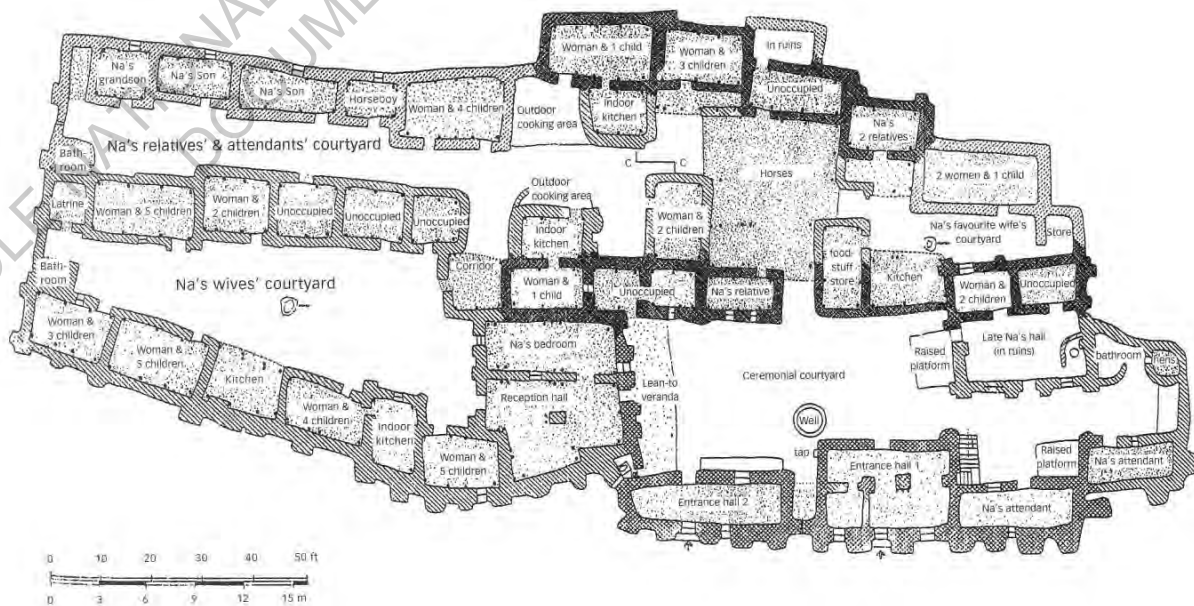 Woman & 1 child
Woman &
3 children
In ruins
Unoccupied
Na's
grandson
Na's Son
Na's Son
Horseboy
Woman & 4 children
Outdoor
cooking area
Indoor
kitchen
Na's
2 relatives
2 women & 1 child
Na's relatives' & attendants' courtyard
C
C
Horses
Bath-
room
Latrine
Woman & 5 children
Woman &
2 children
Unoccupied
Unoccupied
Unoccupied
Outdoor
cooking area
Indoor
kitchen
Woman &
2 children
Na's favourite wife's
courtyard
Store
food-
stuff
store
Kitchen
Bath-
room
Na's wives' courtyard
Corridor
Woman &
1 child
Unoccupied
Na's relative
Woman &
2 children
Unoccupied
Woman &
3 children
Woman &
5 children
Kitchen
Woman &
4 children
Indoor
kitchen
Woman &
5 children
Na's bedroom
Reception hall
Lean-to
veranda
Ceremonial courtyard
Raised
platform
Late Na's hall
(in ruins)
bathroom
hens
Well
tap
Entrance hall 2
Entrance hall 1
Raised
platform
Na's attendant
Na's attendant
0 10 20 30 40 50 ft
0 3 6 9 12 15 m